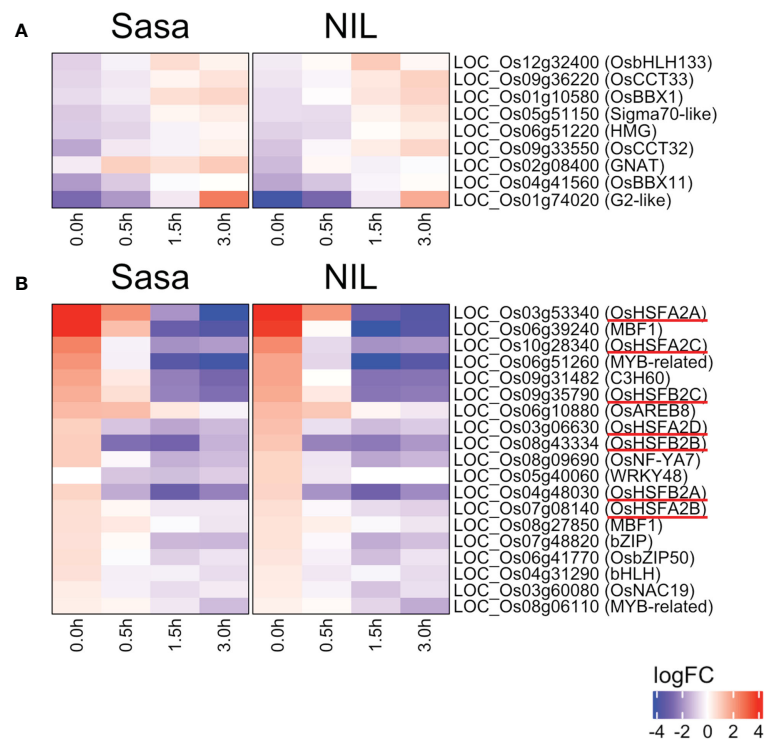 A
Sasa NIL
LOC_Os12g32400 (OsbHLH133)
LOC_Os09g36220 (OsCCT33)
LOC_Os01g10580 (OsBBX1)
LOC_Os05g51150 (Sigma70-like)
LOC_Os06g51220 (HMG)
LOC_Os09g33550 (OsCCT32)
LOC_Os02g08400 (GNAT)
LOC_Os04g41560 (OsBBX11)
LOC_Os01g74020 (G2-like)
0.0h 0.5h 1.5h 3.0h 0.0h 0.5h 1.5h 3.0h
B
Sasa NIL
LOC_Os03g53340 (OsHSFA2A)
LOC_Os06g39240 (MBF1)
LOC_Os10g28340 (OsHSFA2C)
LOC_Os06g51260 (MYB-related)
LOC_Os09g31482 (C3H60)
LOC_Os09g35790 (OsHSFB2C)
LOC_Os06g10880 (OsAREB8)
LOC_Os03g06630 (OsHSFA2D)
LOC_Os08g43334 (OsHSFB2B)
LOC_Os08g09690 (OsNF-YA7)
LOC_Os05g40060 (WRKY48)
LOC_Os04g48030 (OsHSFB2A)
LOC_Os07g08140 (OsHSFA2B)
LOC_Os08g27850 (MBF1)
LOC_Os07g48820 (bZIP)
LOC_Os06g41770 (OsbZIP50)
LOC_Os04g31290 (bHLH)
LOC_Os03g60080 (OsNAC19)
LOC_Os08g06110 (MYB-related)
0.0h 0.5h 1.5h 3.0h 0.0h 0.5h 1.5h 3.0h
logFC
-4 -2 0 2 4